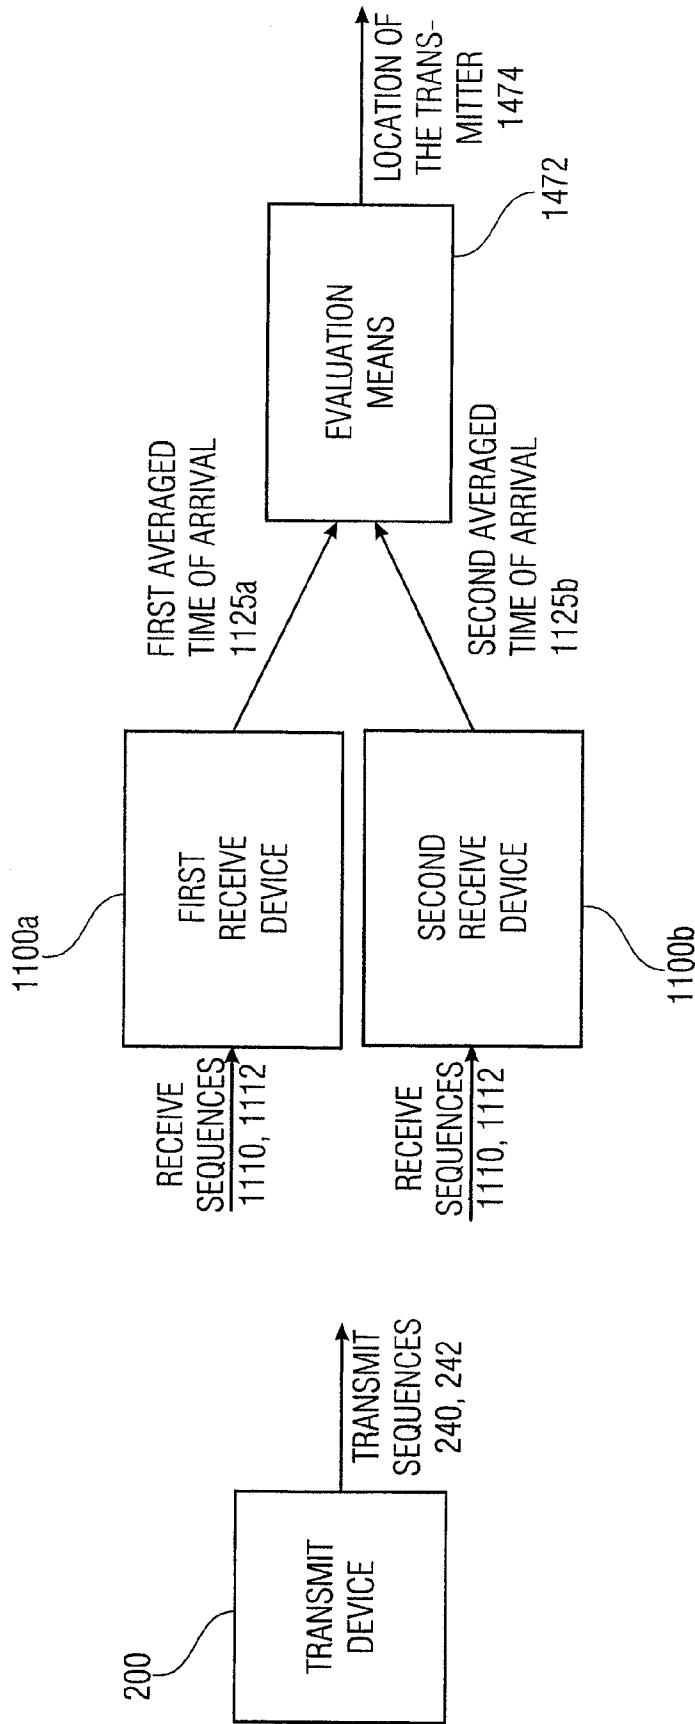 200
TRANSMIT
DEVICE
TRANSMIT
SEQUENCES
240, 242
RECEIVE
SEQUENCES
1110, 1112
1100a
FIRST
RECEIVE
DEVICE
RECEIVE
SEQUENCES
1110, 1112
SECOND
RECEIVE
DEVICE
1100b
FIRST AVERAGED
TIME OF ARRIVAL
1125a
SECOND AVERAGED
TIME OF ARRIVAL
1125b
EVALUATION
MEANS
1472
LOCATION OF
THE TRANS-
MITTER
1474